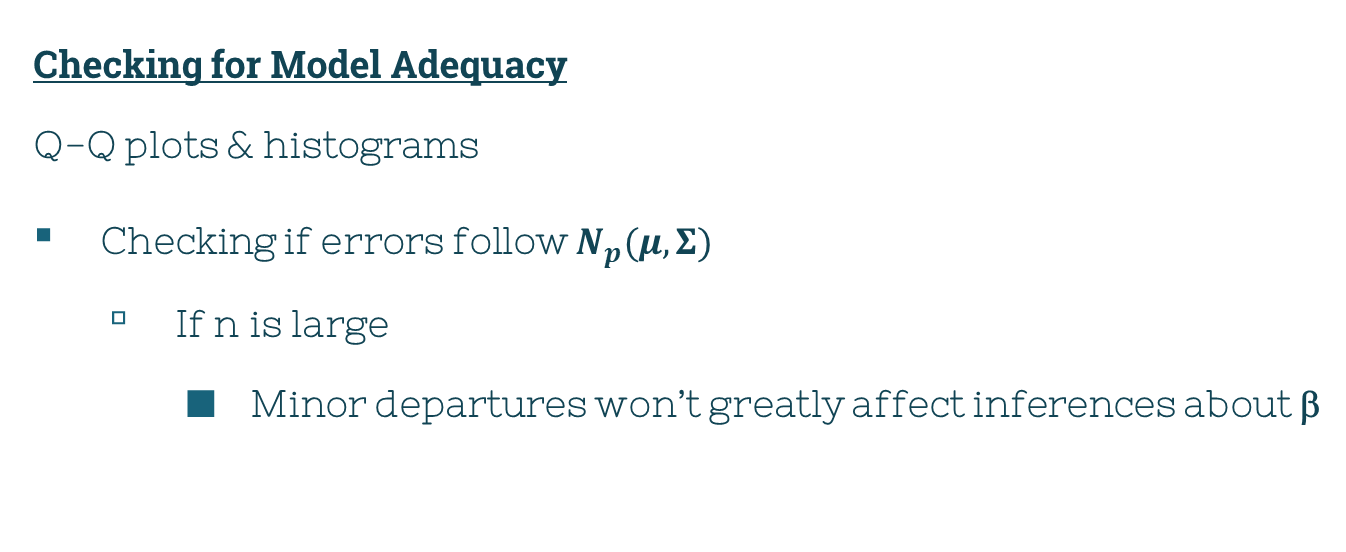 Checking for Model Adequacy
Q–Q plots & histograms
▪ Checking if errors follow 𝑵𝒑(𝝁, 𝚺)
▫ If n is large
■ Minor departures won’t greatly affect inferences about β